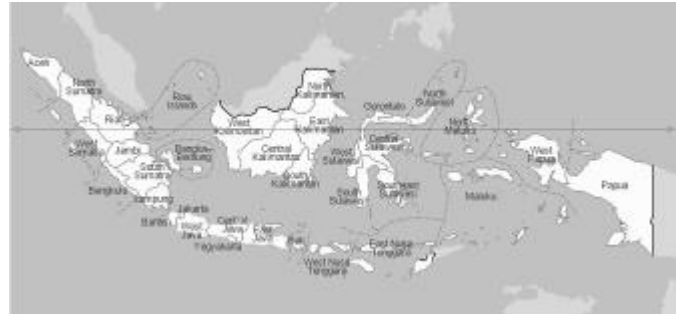 Aceh
North
Sumatra
Riau
Riau
Islands
West
Sumatra
Jambi
South
Sumatra
Bangka-
Belitung
Bengkulu
Lampung
Jakarta
Banten
West
Java
Central
Java
East
Java
Yogyakarta
Bali
West Nusa
Tenggara
East Nusa
Tenggara
West
Kalimantan
Central
Kalimantan
South
Kalimantan
East
Kalimantan
North
Kalimantan
Gorontalo
North
Sulawesi
Central
Sulawesi
West
Sulawesi
South
Sulawesi
Southeast
Sulawesi
North
Maluku
Maluku
West
Papua
Papua